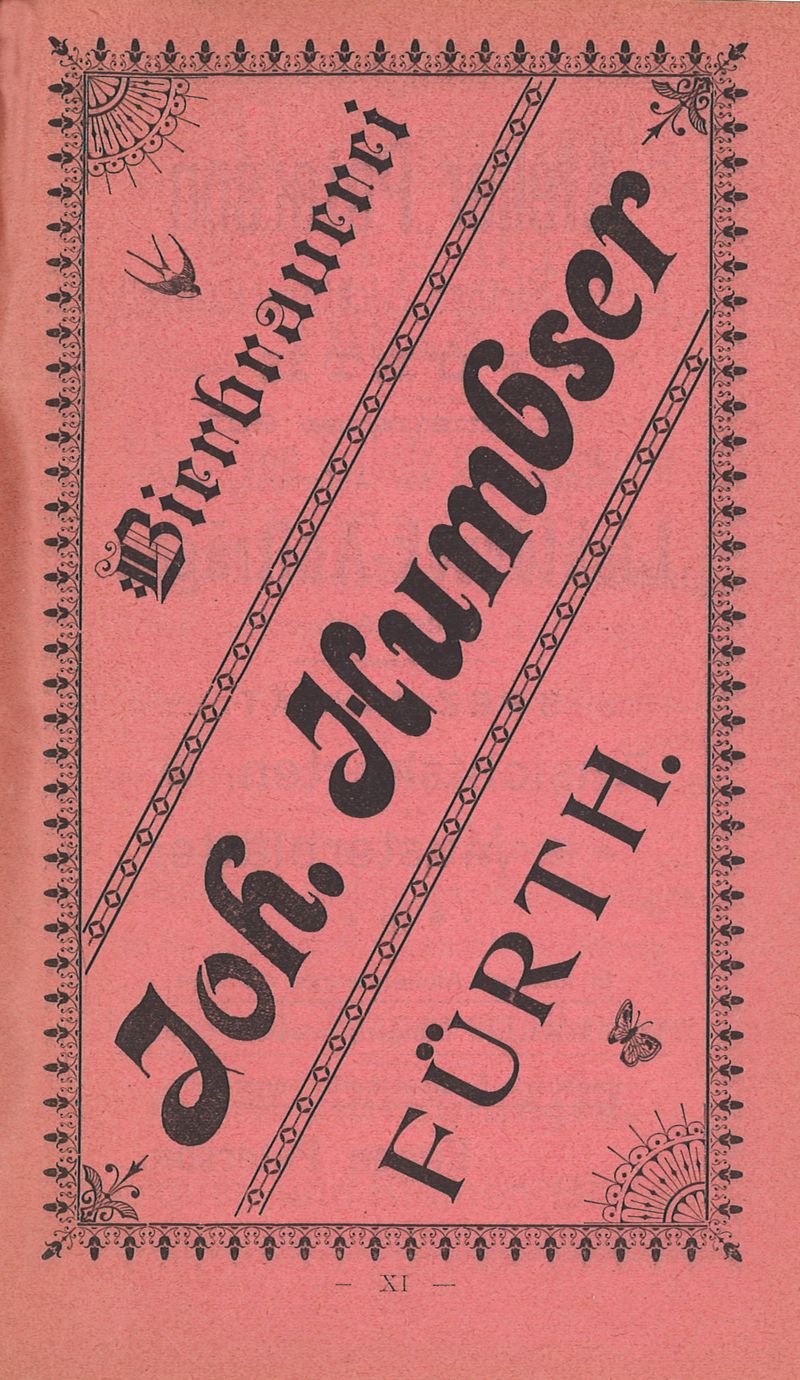 Bierbrauerei
Joh. Humbser
FÜRTH.
— XI —